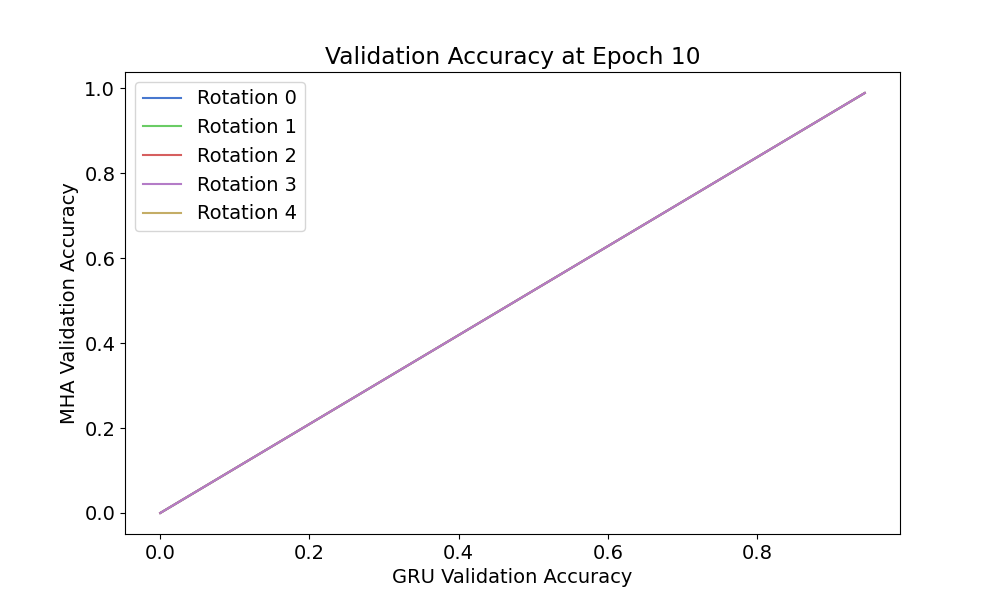 Validation Accuracy at Epoch 10
Rotation 0
Rotation 1
Rotation 2
Rotation 3
Rotation 4
MHA Validation Accuracy
1.0
0.8
0.6
0.4
0.2
0.0
0.0 0.2 0.4 0.6 0.8
GRU Validation Accuracy